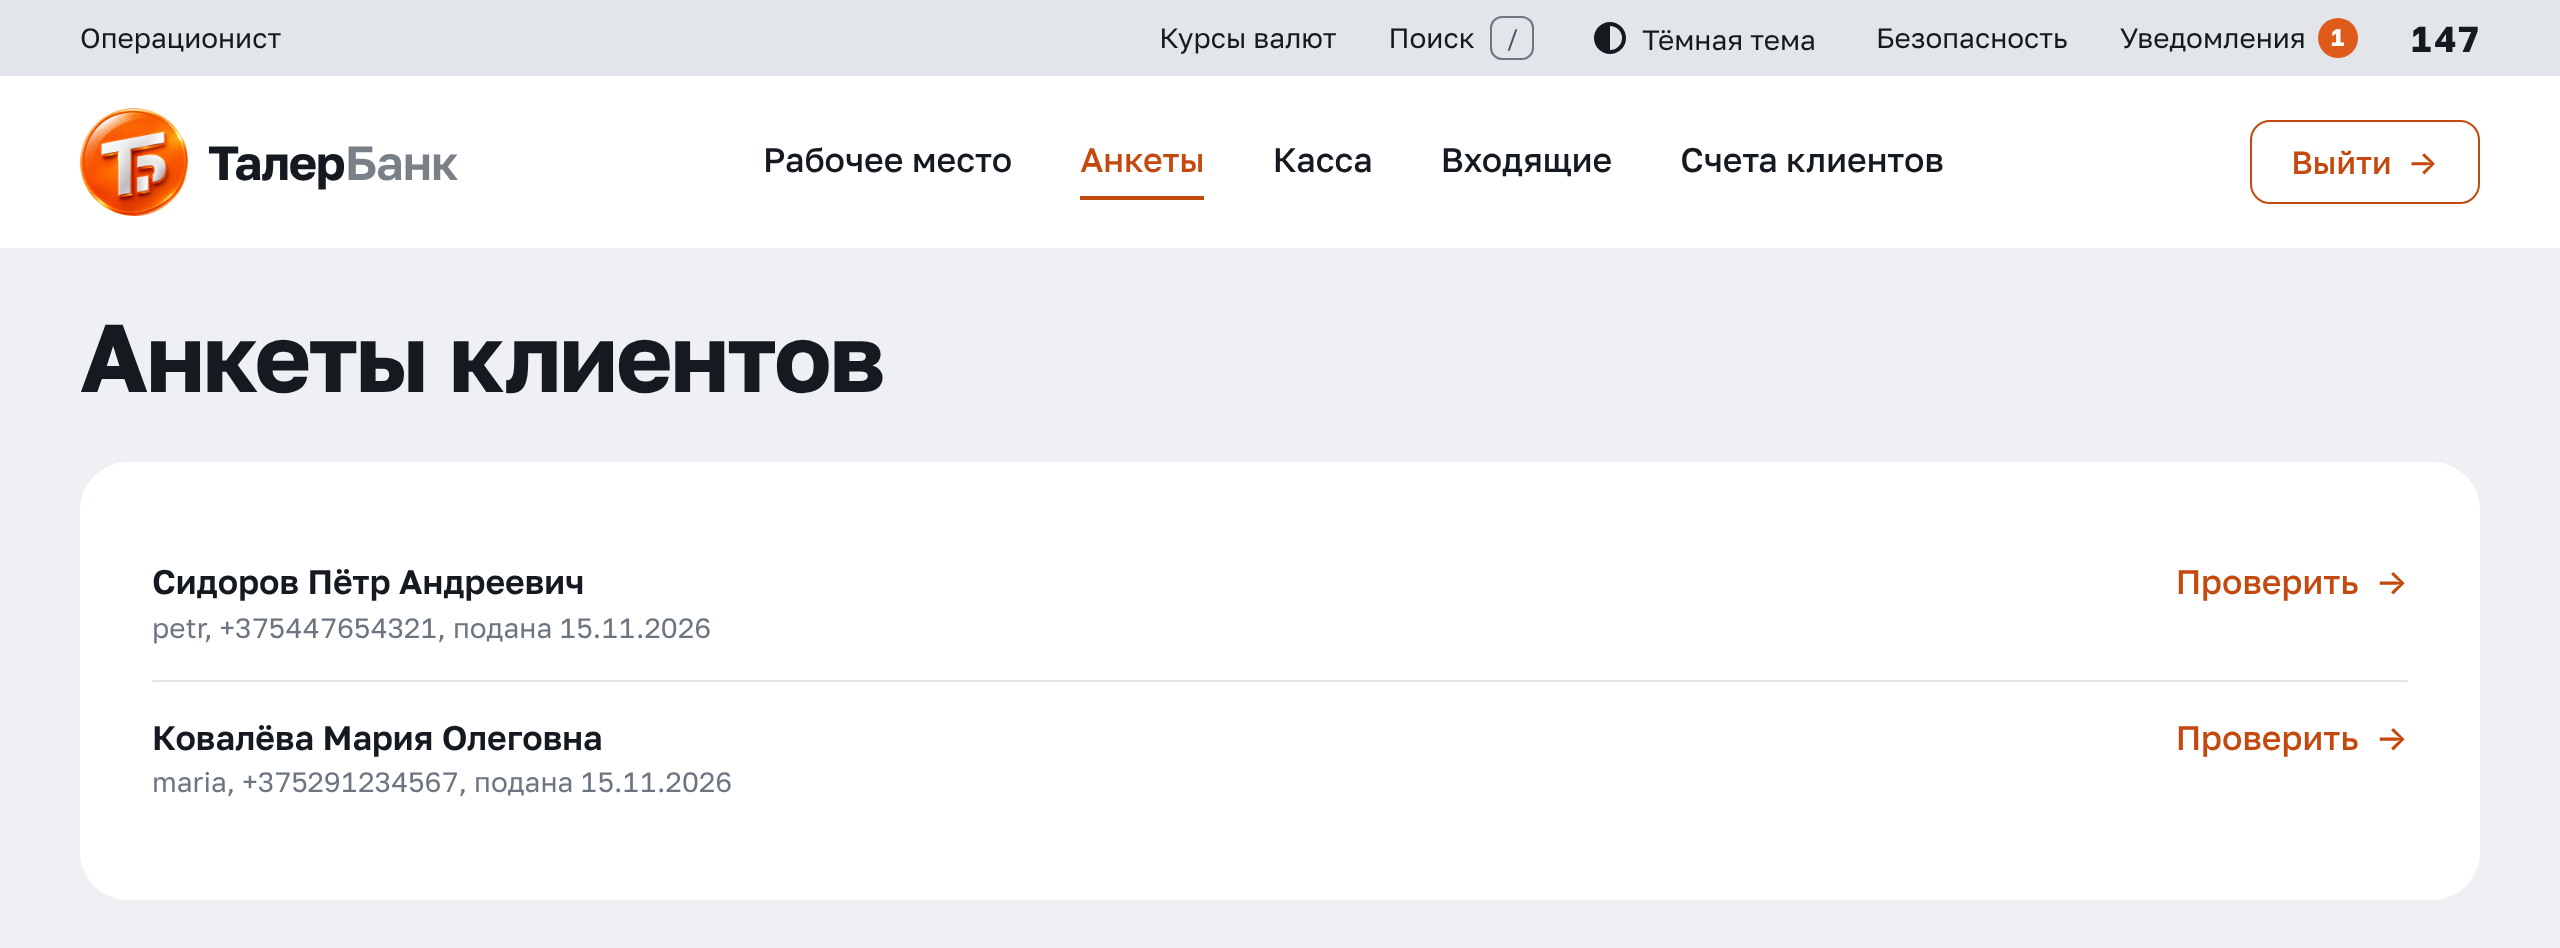 Операционист
Курсы валют Поиск / Тёмная тема Безопасность Уведомления 1 147
ТалерБанк
Рабочее место Анкеты Касса Входящие Счета клиентов
Выйти →
Анкеты клиентов
Сидоров Пётр Андреевич
Проверить →
petr, +375447654321, подана 15.11.2026
Ковалёва Мария Олеговна
Проверить →
maria, +375291234567, подана 15.11.2026